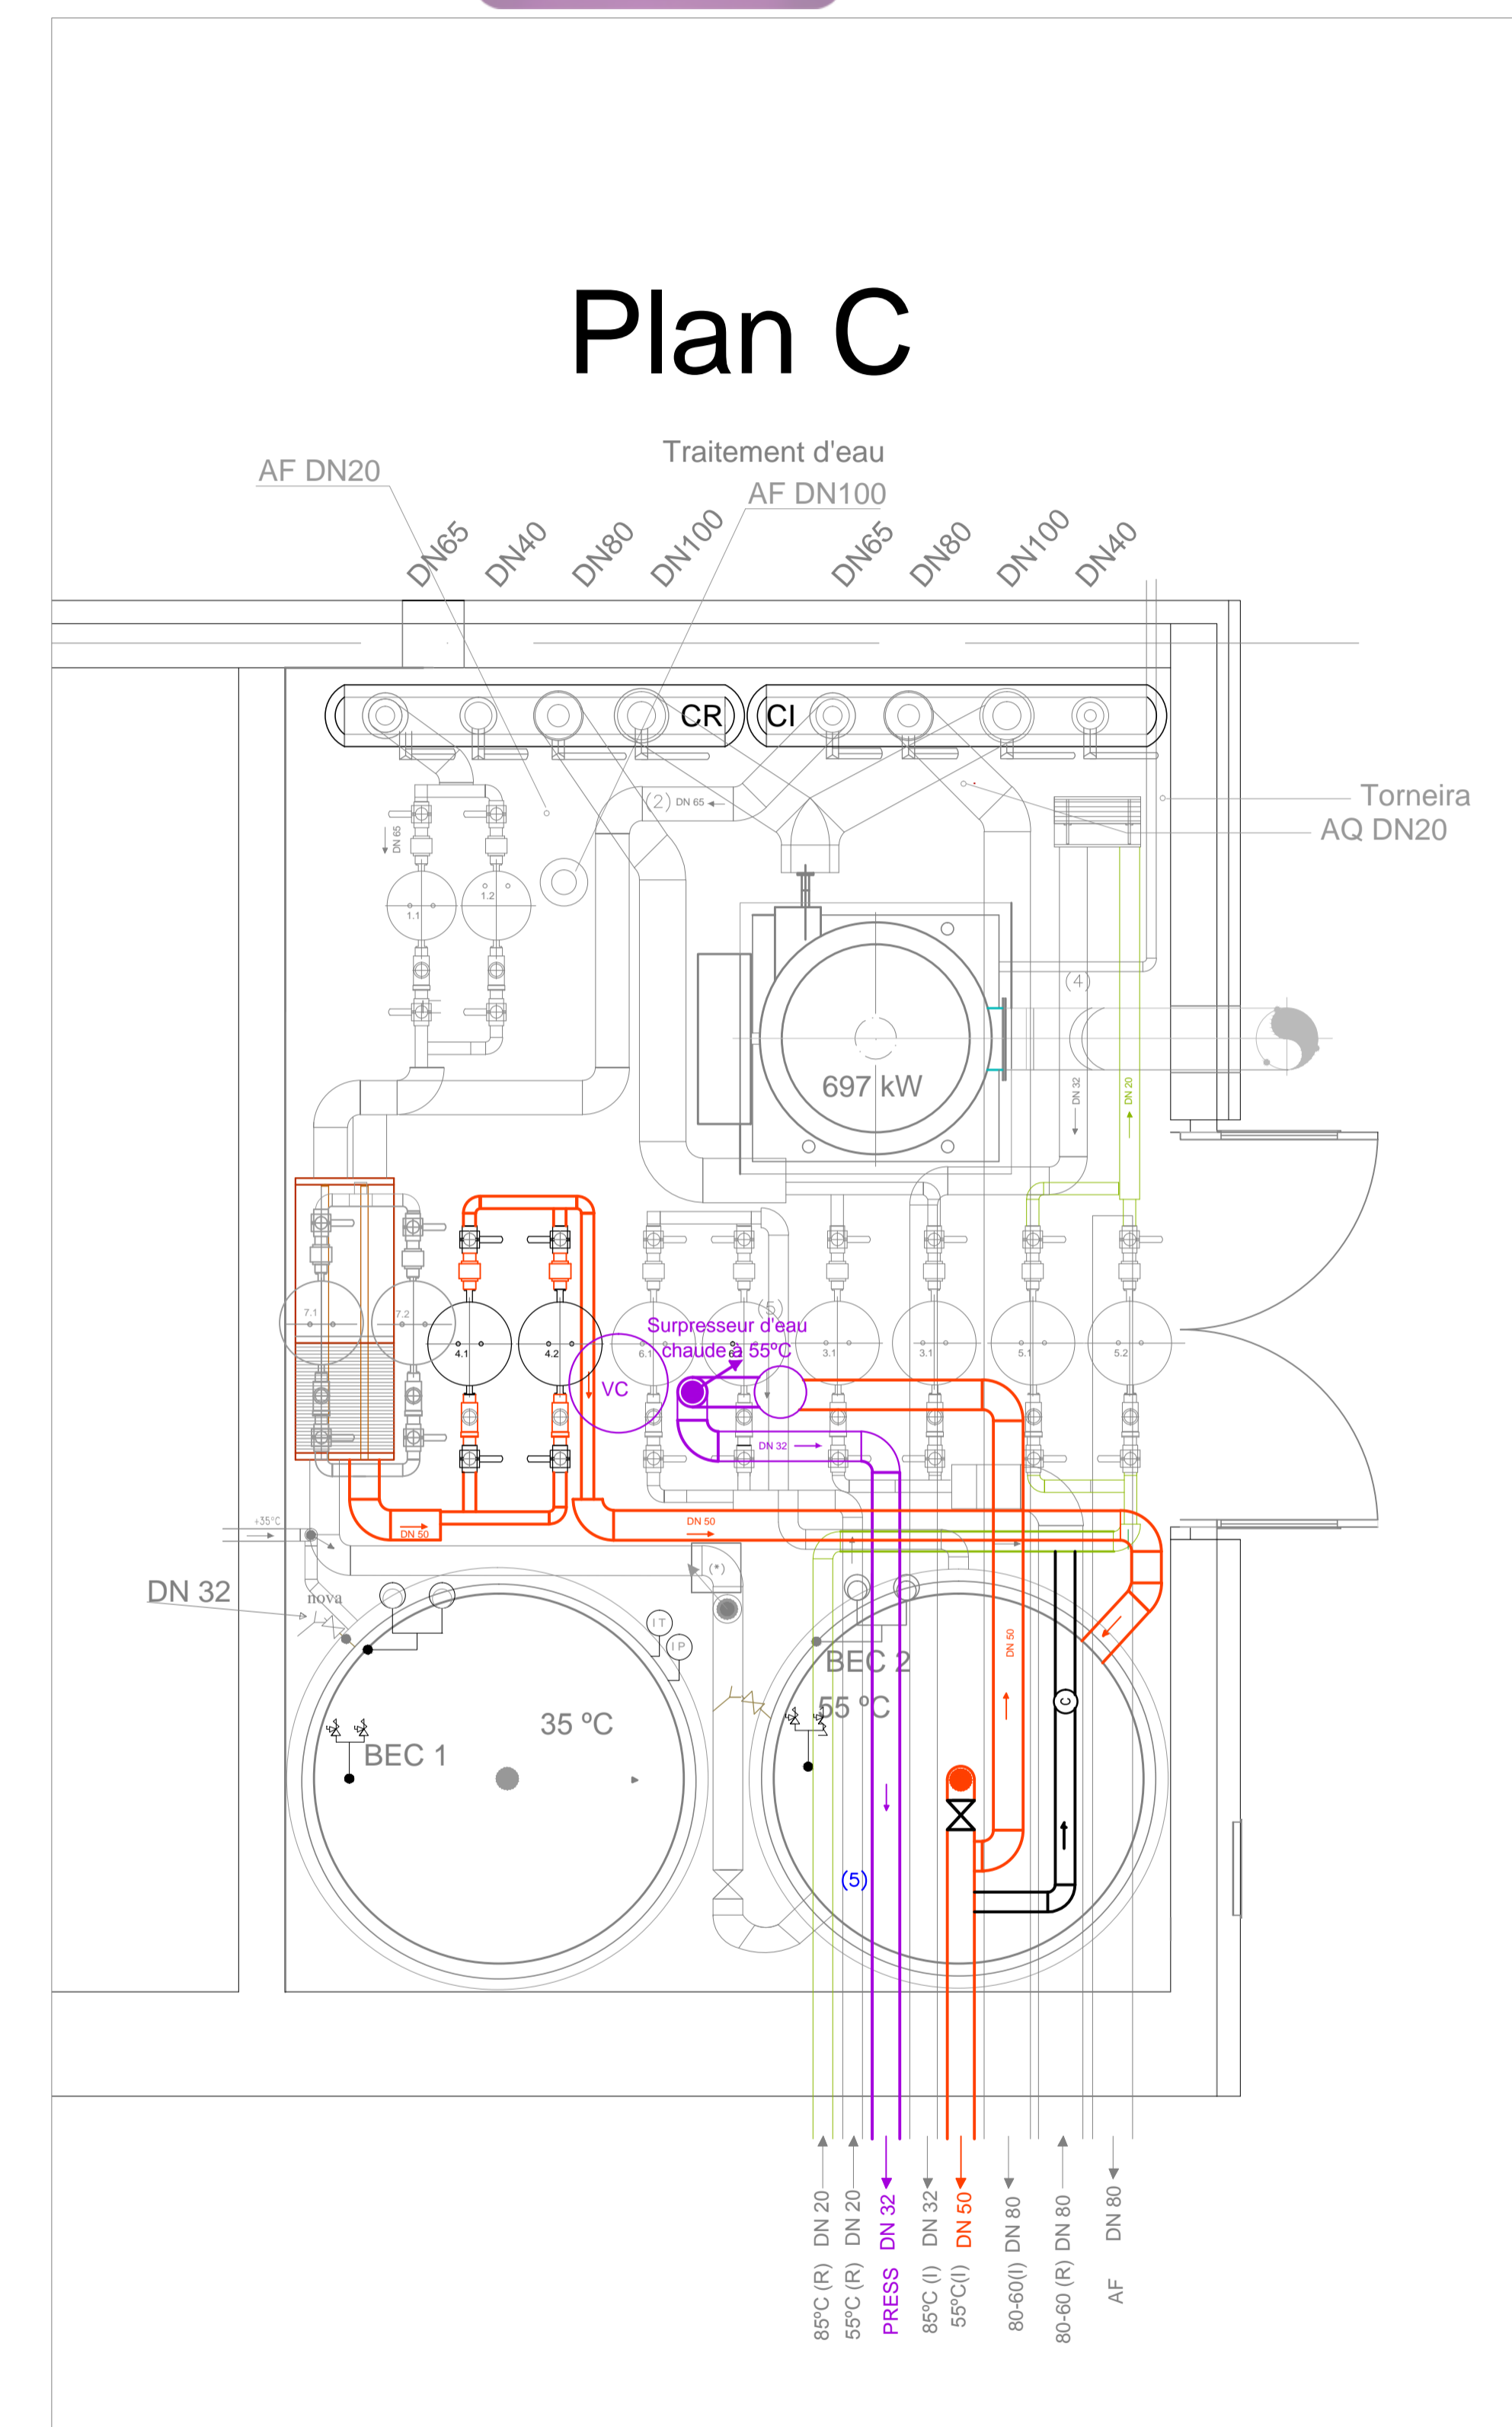 Plan C
Traitement d'eau
AF DN20
AF DN100
DN65
DN40
DN80
DN100
DN65
DN80
DN100
DN40
CR
CI
(2) DN 65
Torneira
AQ DN20
DN 65
1.1
1.2
(4)
697 kW
DN 32
DN 20
7.1
7.2
(5)
Surpresseur d'eau
chaude à 55ºC
4.1
4.2
6.1
3.1
3.1
5.1
5.2
VC
DN 32
+35ºC
DN 50
DN 50
(*)
DN 32
nova
IT
IP
DN 50
BEC 2
55 ºC
C
35 ºC
BEC 1
(5)
85ºC (R) DN 20
55ºC (R) DN 20
PRESS DN 32
85ºC (I) DN 32
55ºC(I) DN 50
80-60(I) DN 80
80-60 (R) DN 80
AF DN 80